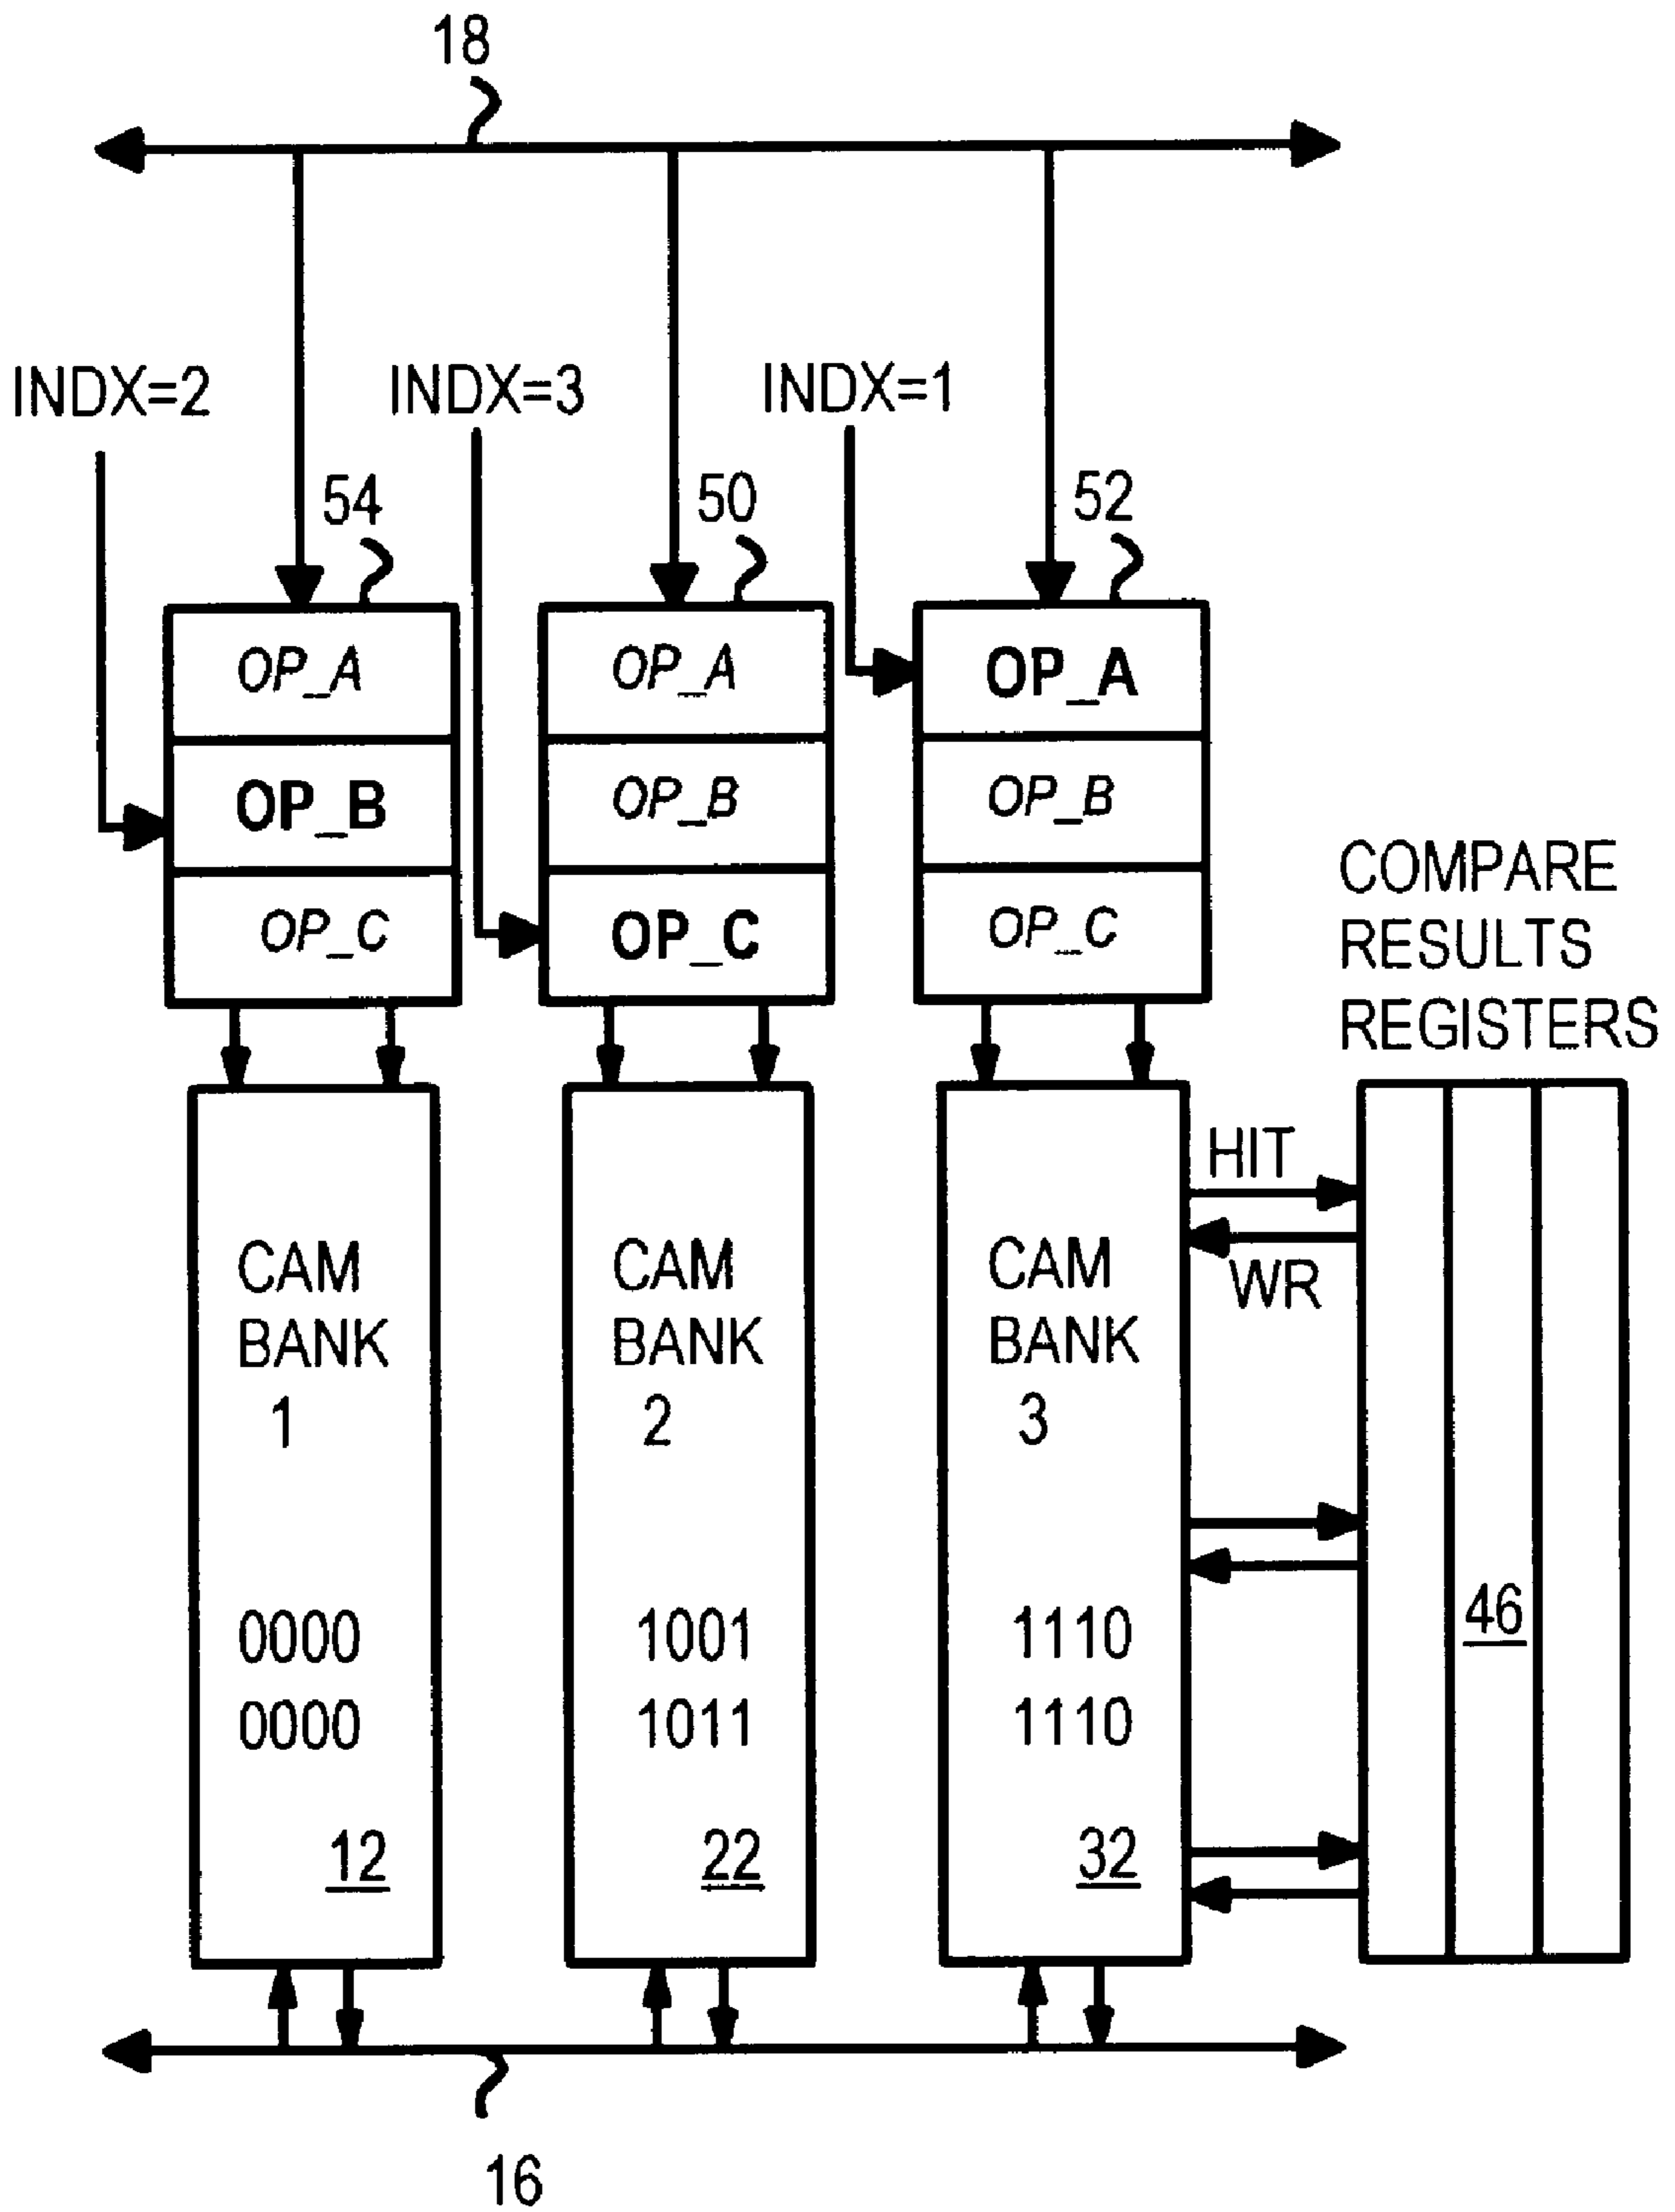 18
INDX=2
INDX=3
INDX=1
54
50
52
OP_A
OP_B
OP_C
OP_A
OP_B
OP_C
OP_A
OP_B
OP_C
COMPARE
RESULTS
REGISTERS
CAM
BANK
1
0000
0000
12
CAM
BANK
2
1001
1011
22
CAM
BANK
3
1110
1110
32
HIT
WR
46
16